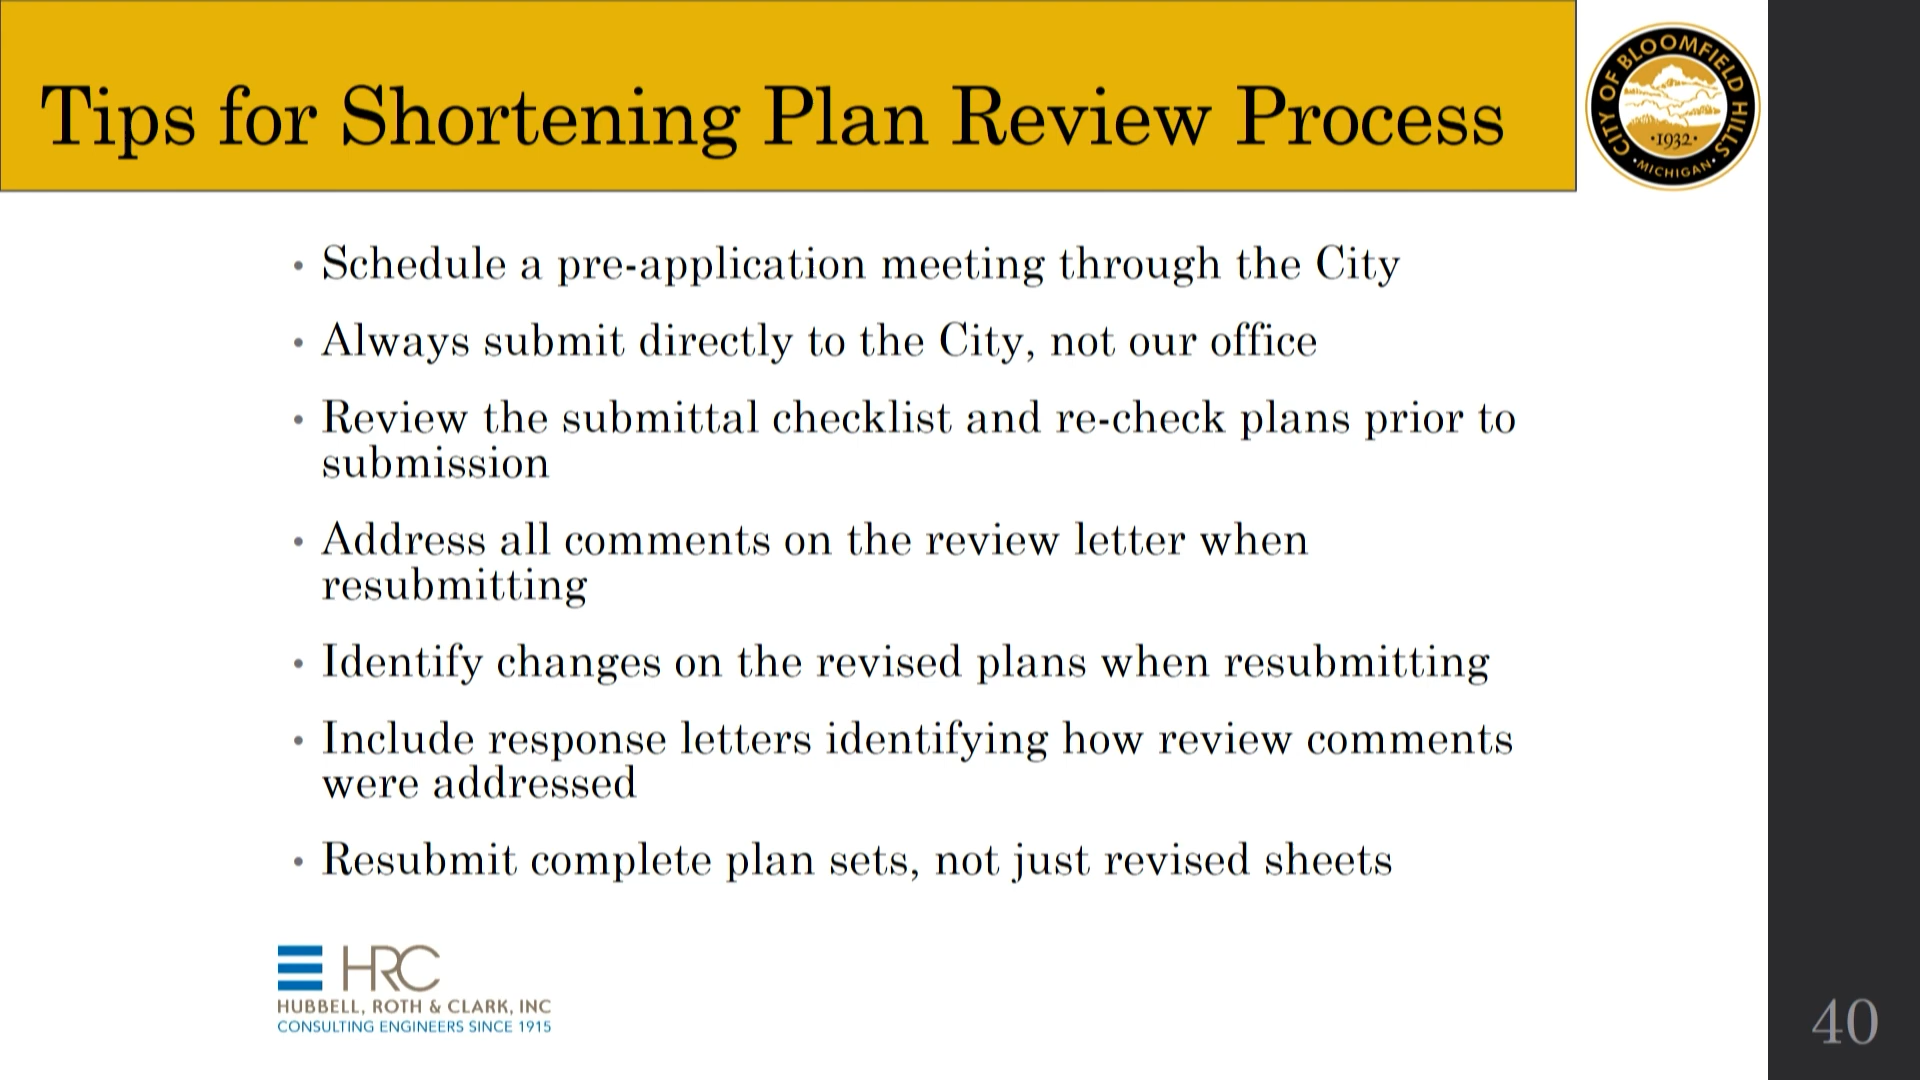 Tips for Shortening Plan Review Process
CITY OF BLOOMFIELD HILLS
•1932•
•MICHIGAN•
• Schedule a pre-application meeting through the City
• Always submit directly to the City, not our office
• Review the submittal checklist and re-check plans prior to
submission
• Address all comments on the review letter when
resubmitting
• Identify changes on the revised plans when resubmitting
• Include response letters identifying how review comments
were addressed
• Resubmit complete plan sets, not just revised sheets
HRC
HUBBELL, ROTH & CLARK, INC
CONSULTING ENGINEERS SINCE 1915
40